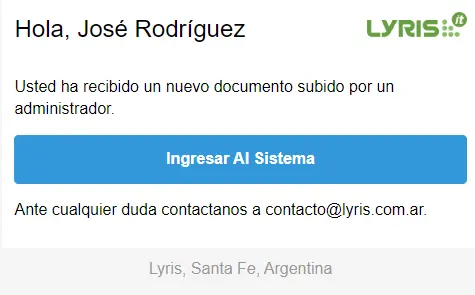 Hola, José Rodríguez
LYRIS it
Usted ha recibido un nuevo documento subido por un
administrador.
Ingresar Al Sistema
Ante cualquier duda contactanos a contacto@lyris.com.ar.
Lyris, Santa Fe, Argentina